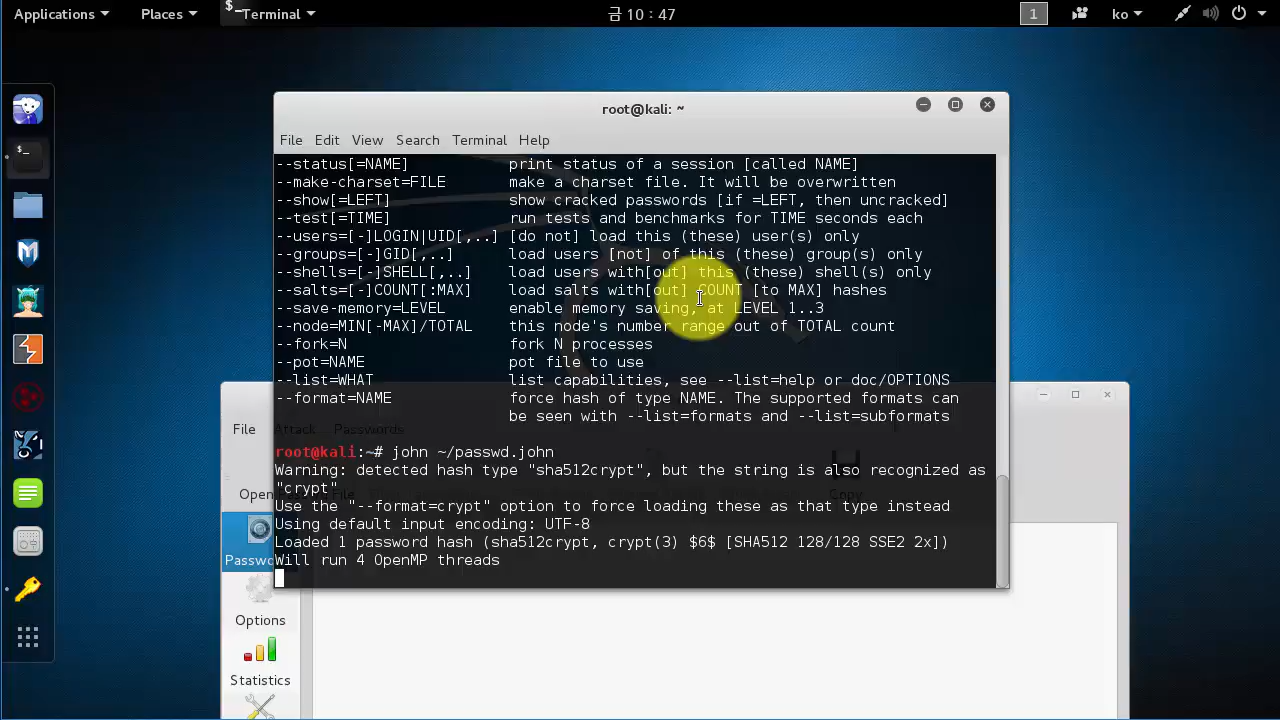 Applications Places Terminal 금 10 : 47 1 ko
root@kali: ~
File Edit View Search Terminal Help
--status[=NAME] print status of a session [called NAME]
--make-charset=FILE make a charset file. It will be overwritten
--show[=LEFT] show cracked passwords [if =LEFT, then uncracked]
--test[=TIME] run tests and benchmarks for TIME seconds each
--users=[-]LOGIN|UID[,..] [do not] load this (these) user(s) only
--groups=[-]GID[,..] load users [not] of this (these) group(s) only
--shells=[-]SHELL[,..] load users with[out] this (these) shell(s) only
--salts=[-]COUNT[:MAX] load salts with[out] COUNT [to MAX] hashes
--save-memory=LEVEL enable memory saving, at LEVEL 1..3
--node=MIN[-MAX]/TOTAL this node's number range out of TOTAL count
--fork=N fork N processes
--pot=NAME pot file to use
--list=WHAT list capabilities, see --list=help or doc/OPTIONS
--format=NAME force hash of type NAME. The supported formats can
be seen with --list=formats and --list=subformats
root@kali:~# john ~/passwd.john
Warning: detected hash type "sha512crypt", but the string is also recognized as
"crypt"
Use the "--format=crypt" option to force loading these as that type instead
Using default input encoding: UTF-8
Loaded 1 password hash (sha512crypt, crypt(3) $6$ [SHA512 128/128 SSE2 2x])
Will run 4 OpenMP threads
File Attack Passwords
Copy
Options
Statistics